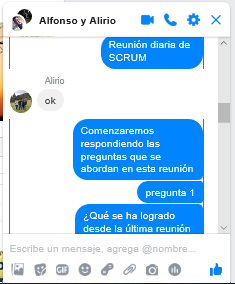 Alfonso y Alirio
Reunión diaria de
SCRUM
Alirio
ok
Comenzaremos
respondiendo las
preguntas que se
abordan en esta reunión
pregunta 1
¿Qué se ha logrado
desde la última reunión
Escribe un mensaje, agrega @nombre...
GIF